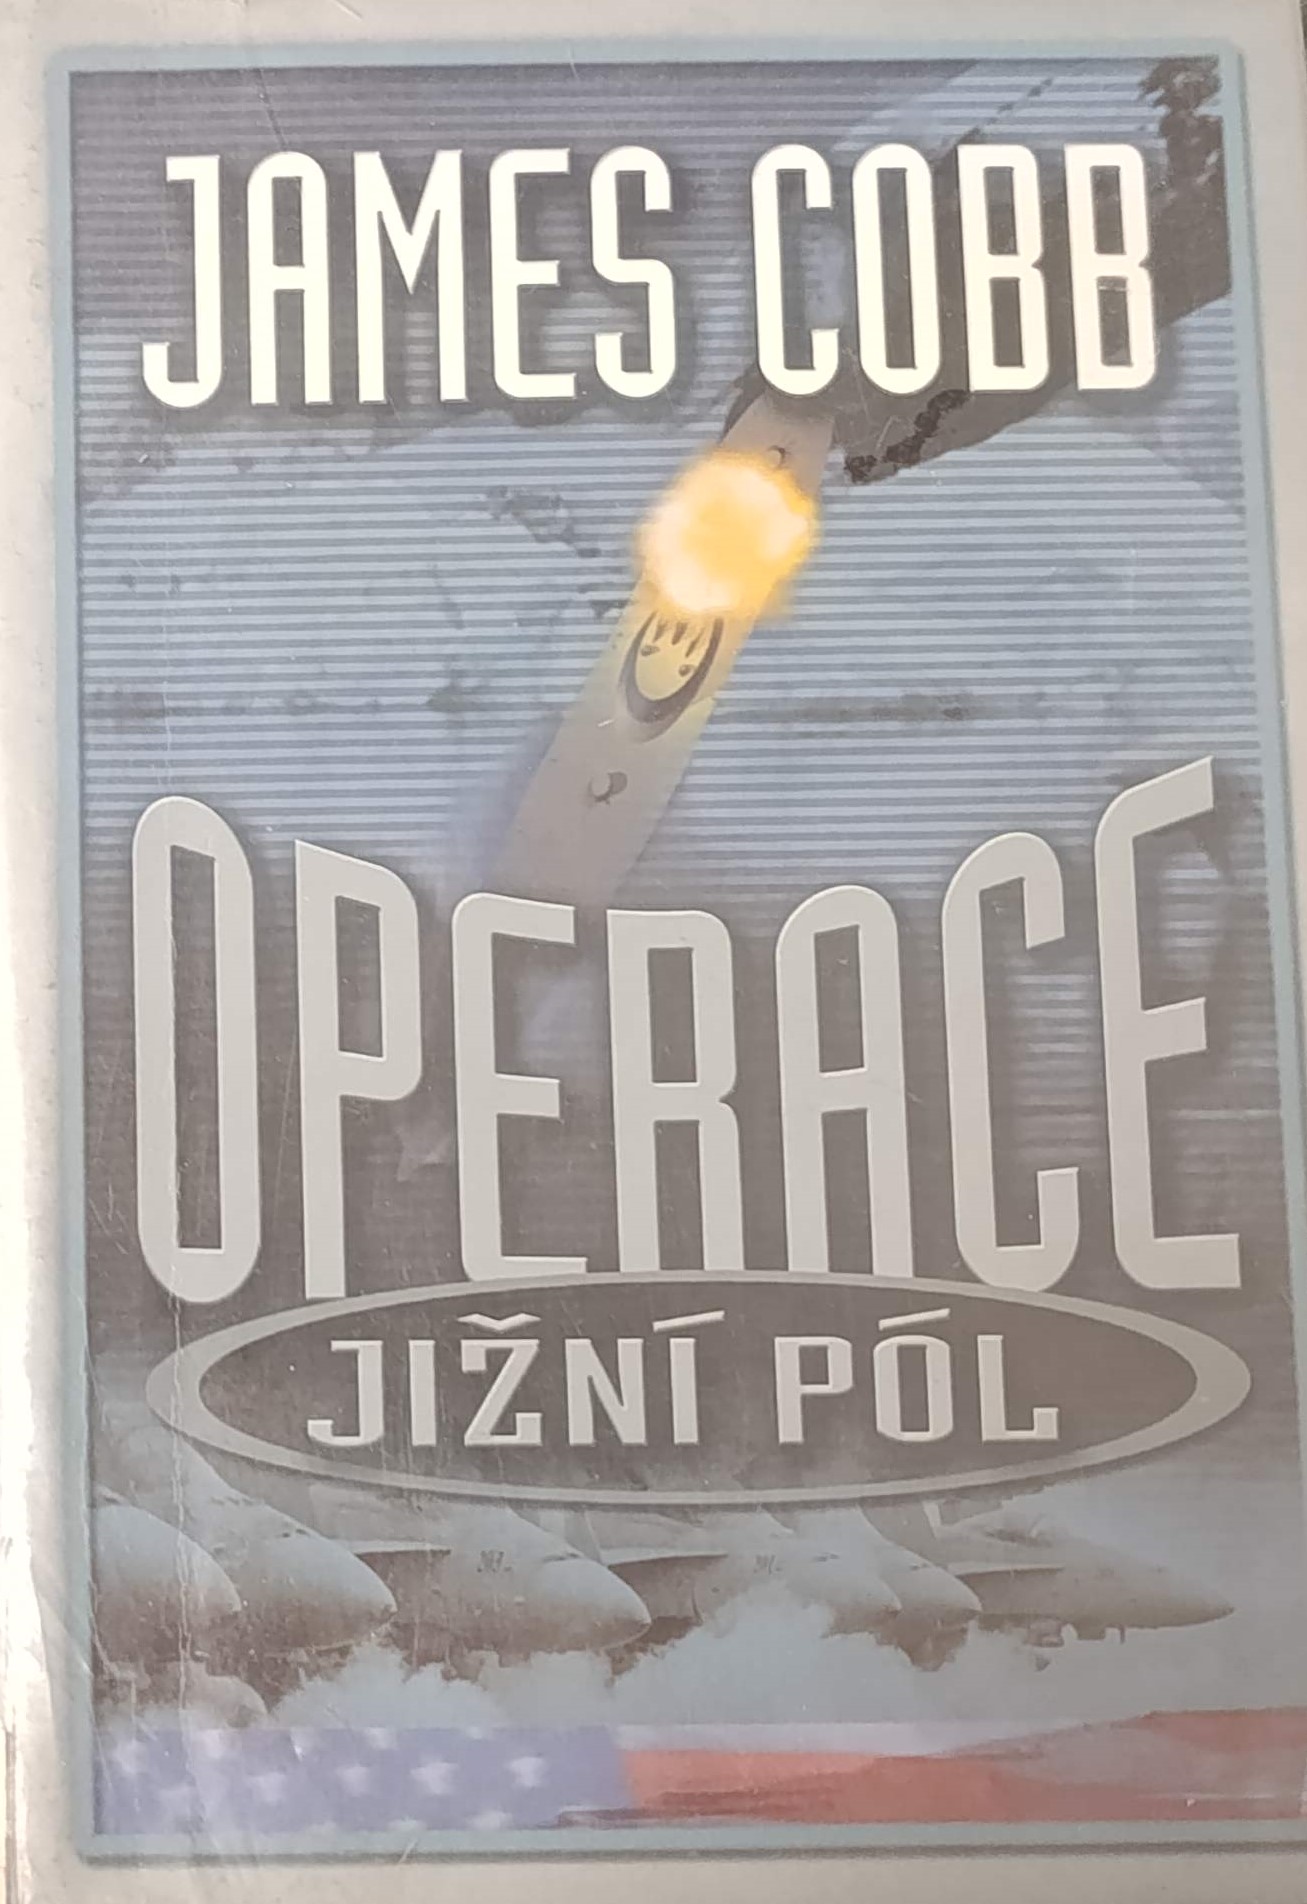 JAMES COBB
OPERACE
JIŽNÍ PÓL